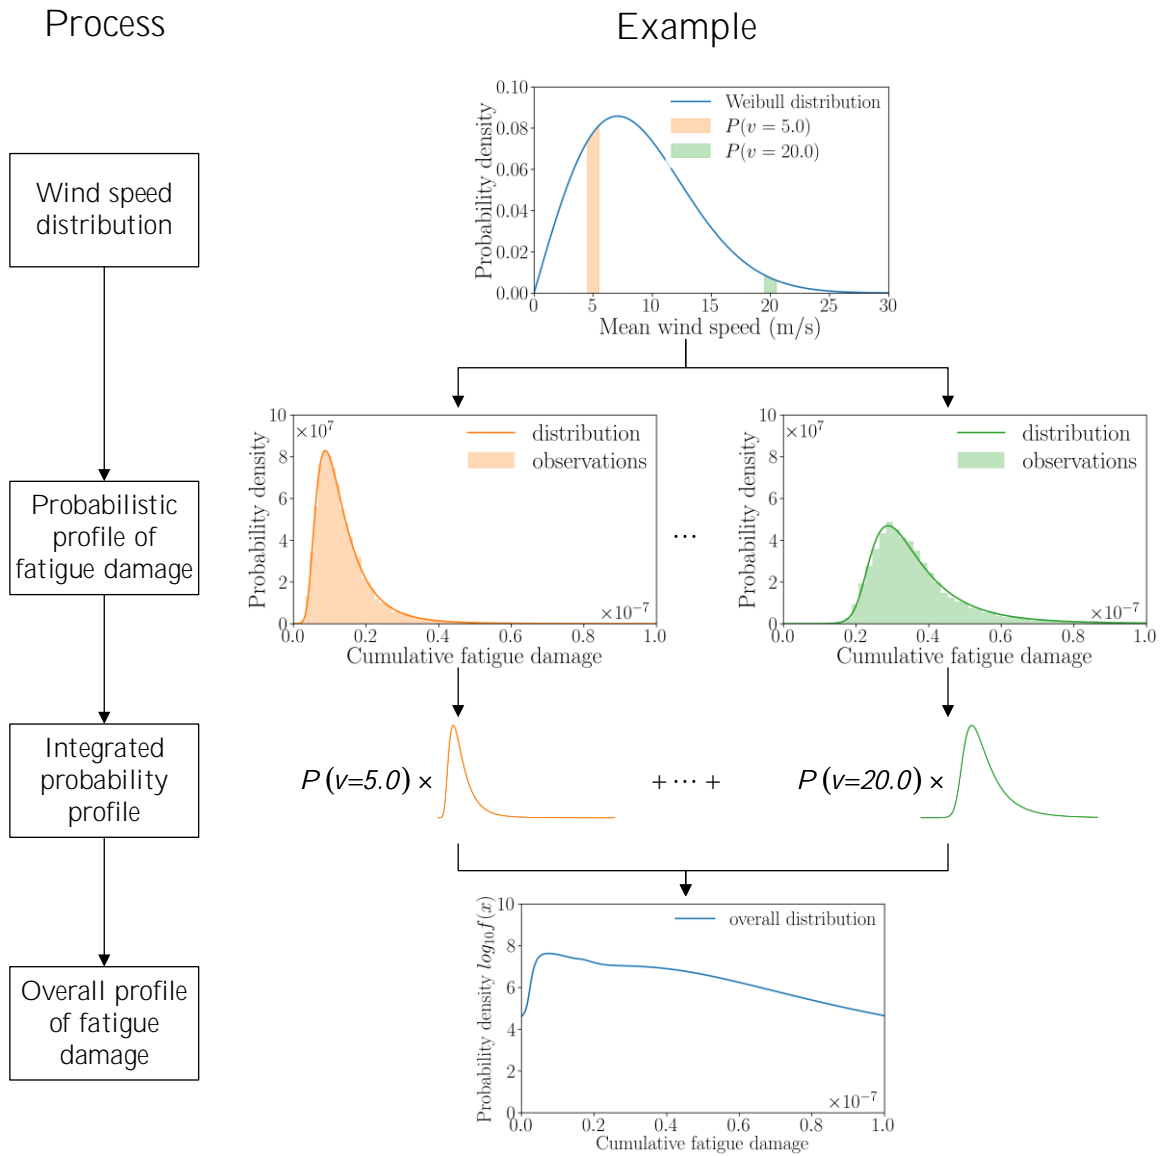 Process
Example
Wind speed
distribution
Probabilistic
profile of
fatigue damage
Integrated
probability
profile
Overall profile
of fatigue
damage
0.10
0.08
0.06
0.04
0.02
0.00
Probability density
Weibull distribution
P(v = 5.0)
P(v = 20.0)
0 5 10 15 20 25 30
Mean wind speed (m/s)
10
8
6
4
2
0
Probability density
×10⁷
distribution
observations
×10⁻⁷
0.0 0.2 0.4 0.6 0.8 1.0
Cumulative fatigue damage
...
10
8
6
4
2
0
Probability density
×10⁷
distribution
observations
×10⁻⁷
0.0 0.2 0.4 0.6 0.8 1.0
Cumulative fatigue damage
P(v=5.0) ×
+ ... +
P(v=20.0) ×
10
8
6
4
2
0
Probability density log₁₀f(x)
overall distribution
×10⁻⁷
0.0 0.2 0.4 0.6 0.8 1.0
Cumulative fatigue damage